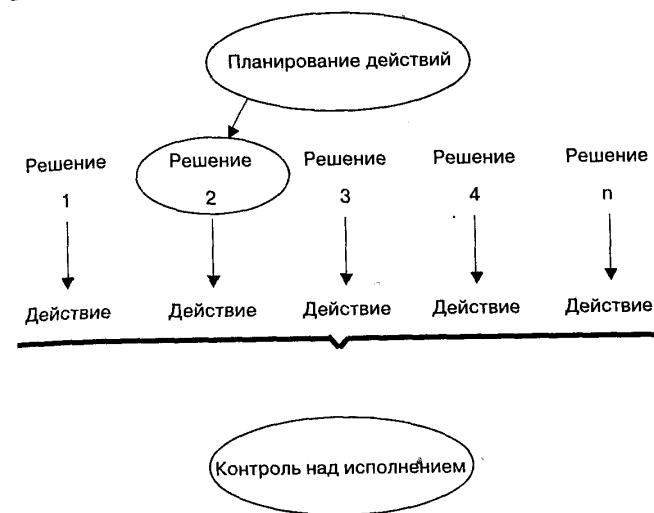 Планирование действий
Решение Решение Решение Решение Решение
1 2 3 4 n
Действие Действие Действие Действие Действие
Контроль над исполнением